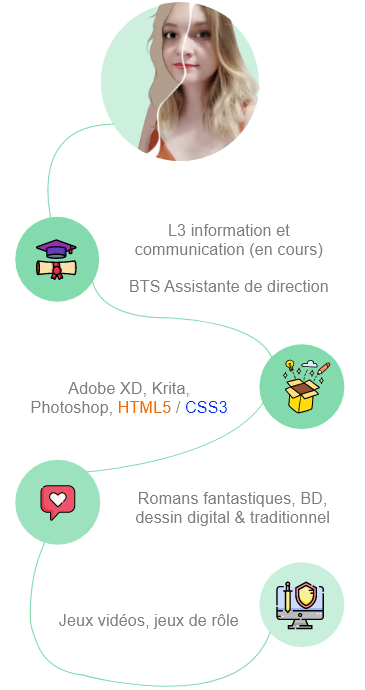 L3 information et
communication (en cours)
BTS Assistante de direction
Adobe XD, Krita,
Photoshop, HTML5 / CSS3
Romans fantastiques, BD,
dessin digital & traditionnel
Jeux vidéos, jeux de rôle